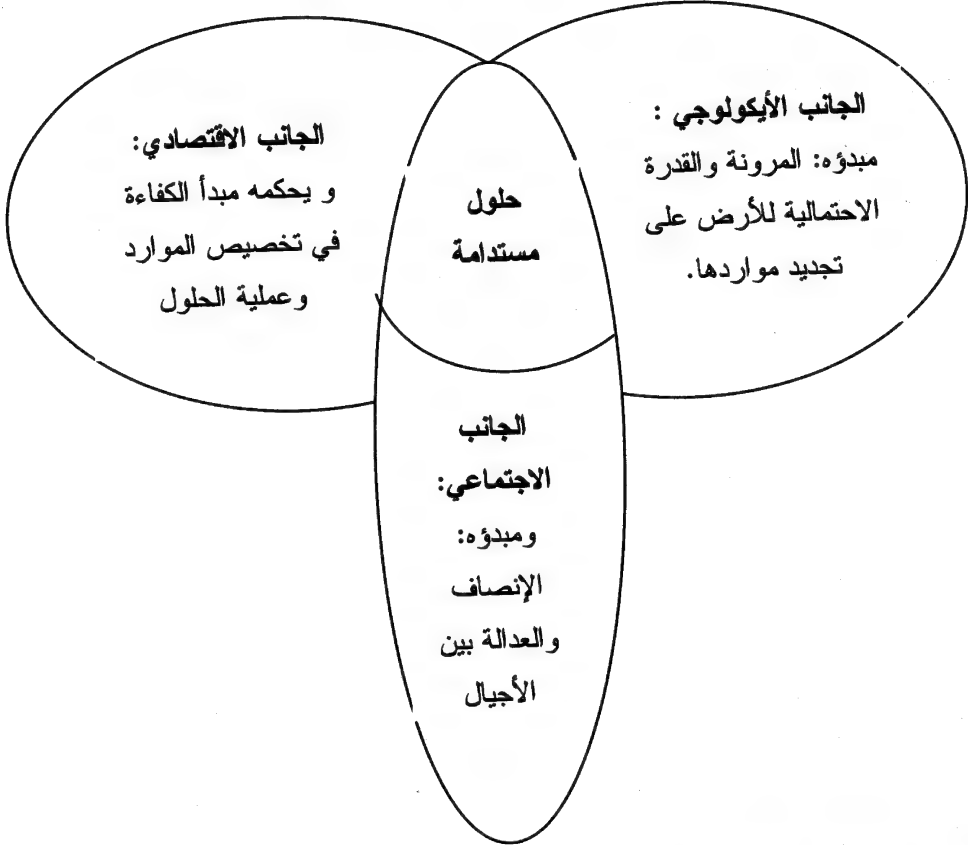 الجانب الأيكولوجي :
مبدؤه: المرونة والقدرة
الاحتمالية للأرض على
تجديد مواردها.
حلول
مستدامة
الجانب الاقتصادي:
و يحكمه مبدأ الكفاءة
في تخصيص الموارد
وعملية الحلول
الجانب
الاجتماعي:
ومبدؤه:
الإنصاف
والعدالة بين
الأجيال